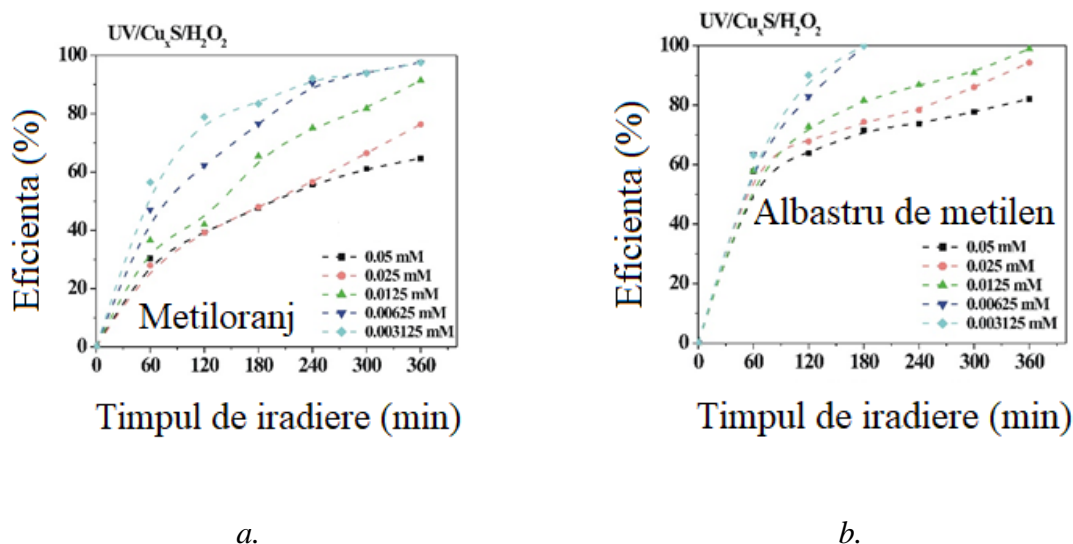 UV/CuₓS/H₂O₂
100
80
60
40
20
0
Eficienta (%)
Metiloranj
0.05 mM
0.025 mM
0.0125 mM
0.00625 mM
0.003125 mM
0 60 120 180 240 300 360
Timpul de iradiere (min)
a.
UV/CuₓS/H₂O₂
100
80
60
40
20
0
Eficienta (%)
Albastru de metilen
0.05 mM
0.025 mM
0.0125 mM
0.00625 mM
0.003125 mM
0 60 120 180 240 300 360
Timpul de iradiere (min)
b.